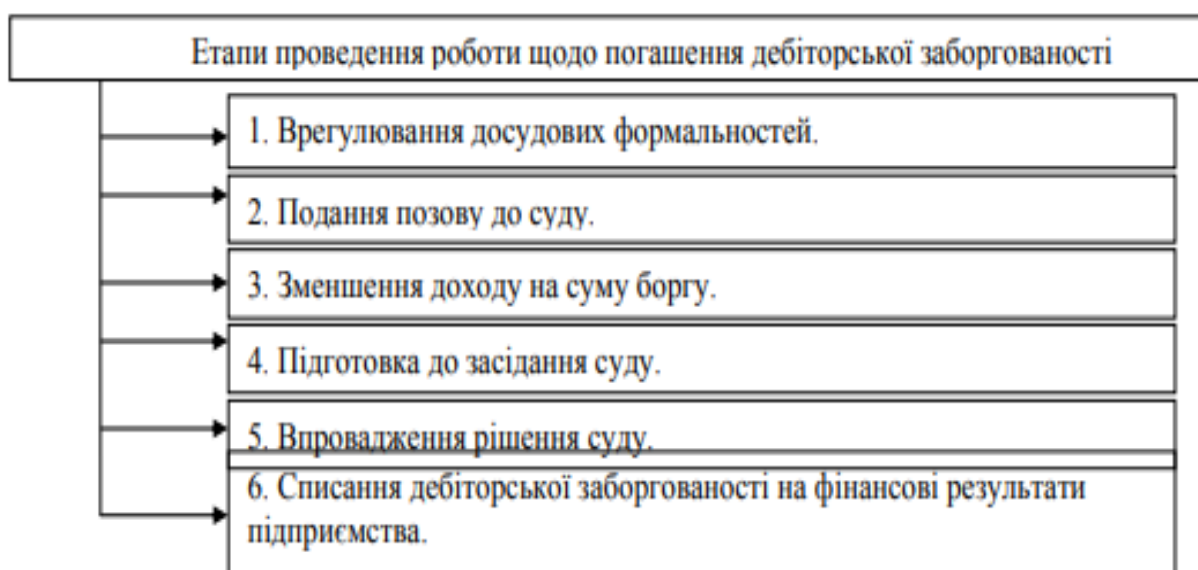 Етапи проведення роботи щодо погашення дебіторської заборгованості
1. Врегулювання досудових формальностей.
2. Подання позову до суду.
3. Зменшення доходу на суму боргу.
4. Підготовка до засідання суду.
5. Впровадження рішення суду.
6. Списання дебіторської заборгованості на фінансові результати
підприємства.